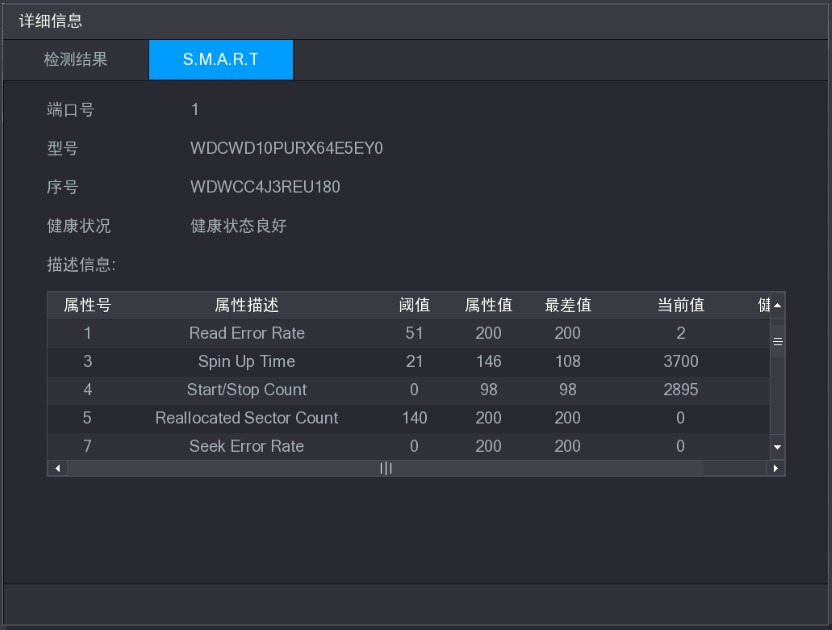 详细信息
检测结果 S.M.A.R.T
端口号 1
型号 WDCWD10PURX64E5EY0
序号 WDWCC4J3REU180
健康状况 健康状态良好
描述信息:
属性号 属性描述 阈值 属性值 最差值 当前值 健
1 Read Error Rate 51 200 200 2
3 Spin Up Time 21 146 108 3700
4 Start/Stop Count 0 98 98 2895
5 Reallocated Sector Count 140 200 200 0
7 Seek Error Rate 0 200 200 0